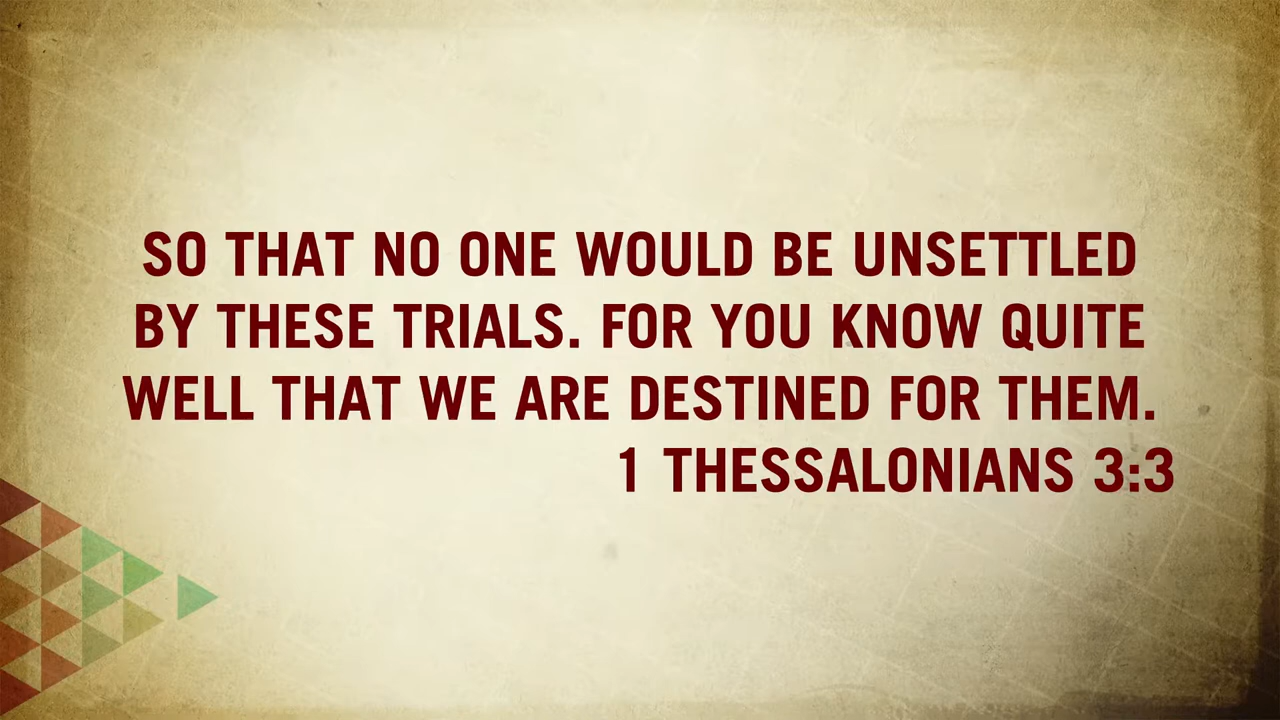 SO THAT NO ONE WOULD BE UNSETTLED
BY THESE TRIALS. FOR YOU KNOW QUITE
WELL THAT WE ARE DESTINED FOR THEM.
1 THESSALONIANS 3:3